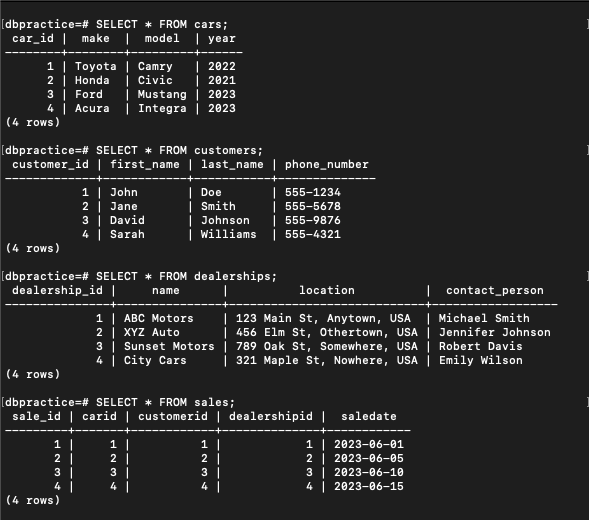 [dbpractice=# SELECT * FROM cars;
car_id | make | model | year
--------+--------+---------+------
1 | Toyota | Camry | 2022
2 | Honda | Civic | 2021
3 | Ford | Mustang | 2023
4 | Acura | Integra | 2023
(4 rows)
[dbpractice=# SELECT * FROM customers;
customer_id | first_name | last_name | phone_number
-------------+------------+-----------+--------------
1 | John | Doe | 555-1234
2 | Jane | Smith | 555-5678
3 | David | Johnson | 555-9876
4 | Sarah | Williams | 555-4321
(4 rows)
[dbpractice=# SELECT * FROM dealerships;
dealership_id | name | location | contact_person
---------------+---------------+---------------------------+------------------
1 | ABC Motors | 123 Main St, Anytown, USA | Michael Smith
2 | XYZ Auto | 456 Elm St, Othertown, USA | Jennifer Johnson
3 | Sunset Motors | 789 Oak St, Somewhere, USA | Robert Davis
4 | City Cars | 321 Maple St, Nowhere, USA | Emily Wilson
(4 rows)
[dbpractice=# SELECT * FROM sales;
sale_id | carid | customerid | dealershipid | saledate
---------+-------+------------+--------------+------------
1 | 1 | 1 | 1 | 2023-06-01
2 | 2 | 2 | 2 | 2023-06-05
3 | 3 | 3 | 3 | 2023-06-10
4 | 4 | 4 | 4 | 2023-06-15
(4 rows)